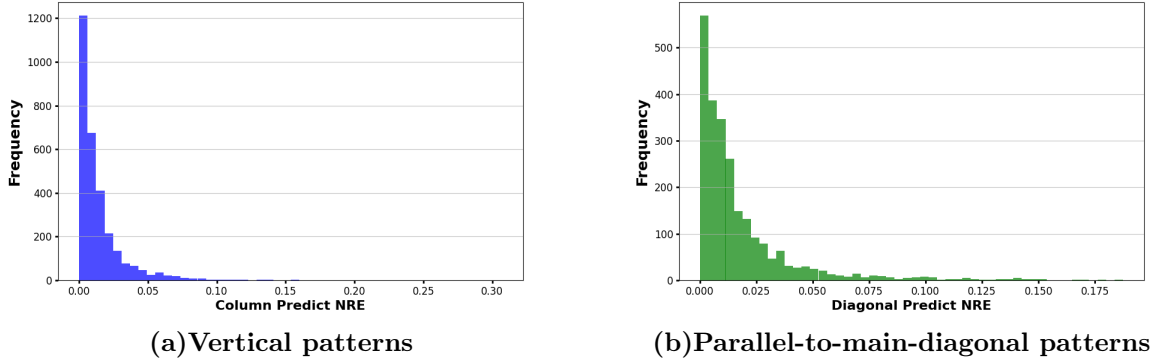 1200
1000
800
600
400
200
0
Frequency
0.00 0.05 0.10 0.15 0.20 0.25 0.30
Column Predict NRE
(a)Vertical patterns
500
400
300
200
100
0
Frequency
0.000 0.025 0.050 0.075 0.100 0.125 0.150 0.175
Diagonal Predict NRE
(b)Parallel-to-main-diagonal patterns